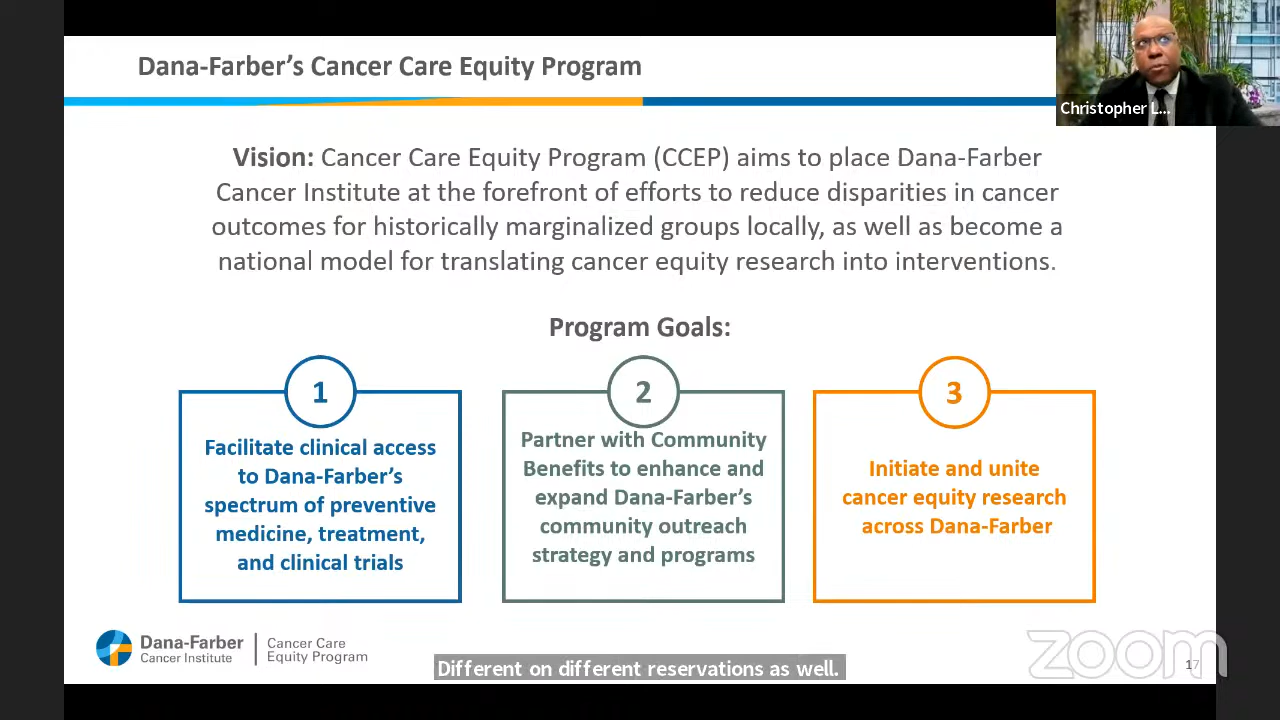 Dana-Farber's Cancer Care Equity Program
Christopher L...
Vision: Cancer Care Equity Program (CCEP) aims to place Dana-Farber
Cancer Institute at the forefront of efforts to reduce disparities in cancer
outcomes for historically marginalized groups locally, as well as become a
national model for translating cancer equity research into interventions.
Program Goals:
1
Facilitate clinical access
to Dana-Farber's
spectrum of preventive
medicine, treatment,
and clinical trials
2
Partner with Community
Benefits to enhance and
expand Dana-Farber's
community outreach
strategy and programs
3
Initiate and unite
cancer equity research
across Dana-Farber
Dana-Farber
Cancer Institute
Cancer Care
Equity Program
Different on different reservations as well.
zoom
17